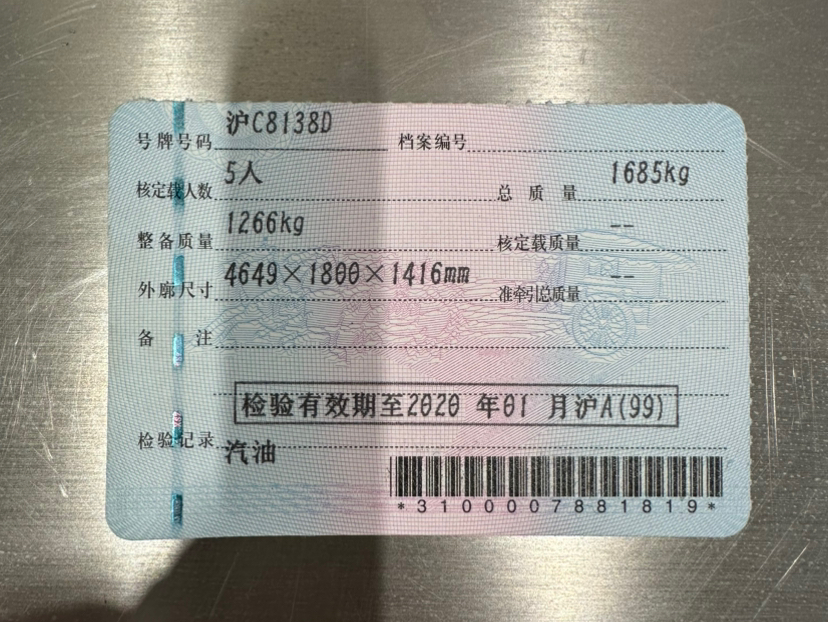 号牌号码 沪C8138D 档案编号
核定载人数 5人 总质量 1685kg
整备质量 1266kg 核定载质量 --
外廓尺寸 4649×1800×1416mm 准牵引总质量 --
备注
检验有效期至2020 年01 月沪A(99)
检验记录 汽油
*3100007881819*